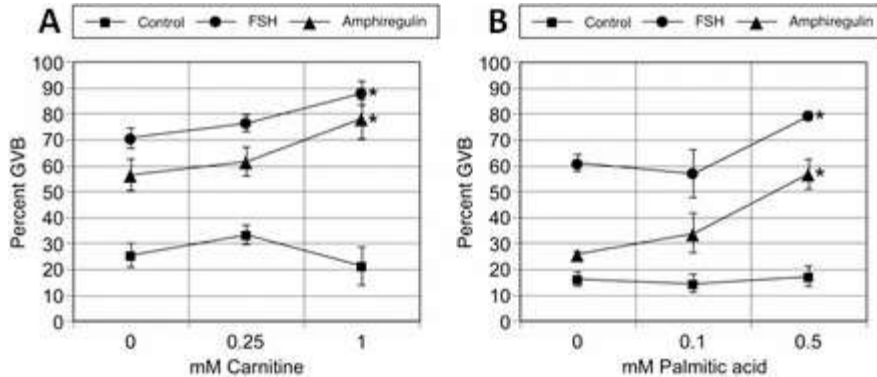 A
Control FSH Amphiregulin
100
90
80
70
60
50
40
30
20
10
0
Percent GVB
*
*
0 0.25 1
mM Carnitine
B
Control FSH Amphiregulin
100
90
80
70
60
50
40
30
20
10
0
Percent GVB
*
*
0 0.1 0.5
mM Palmitic acid